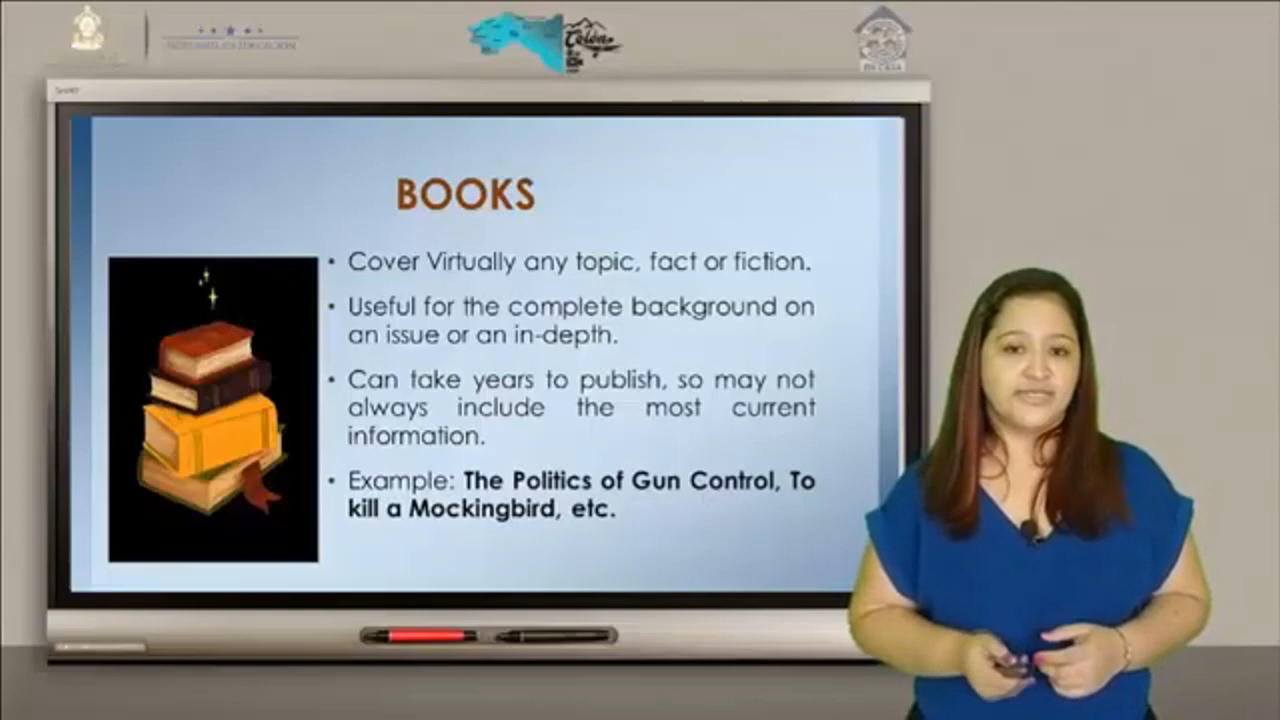 Colón
SMART
BOOKS
• Cover Virtually any topic, fact or fiction.
• Useful for the complete background on
an issue or an in-depth.
• Can take years to publish, so may not
always include the most current
information.
• Example: The Politics of Gun Control, To
kill a Mockingbird, etc.